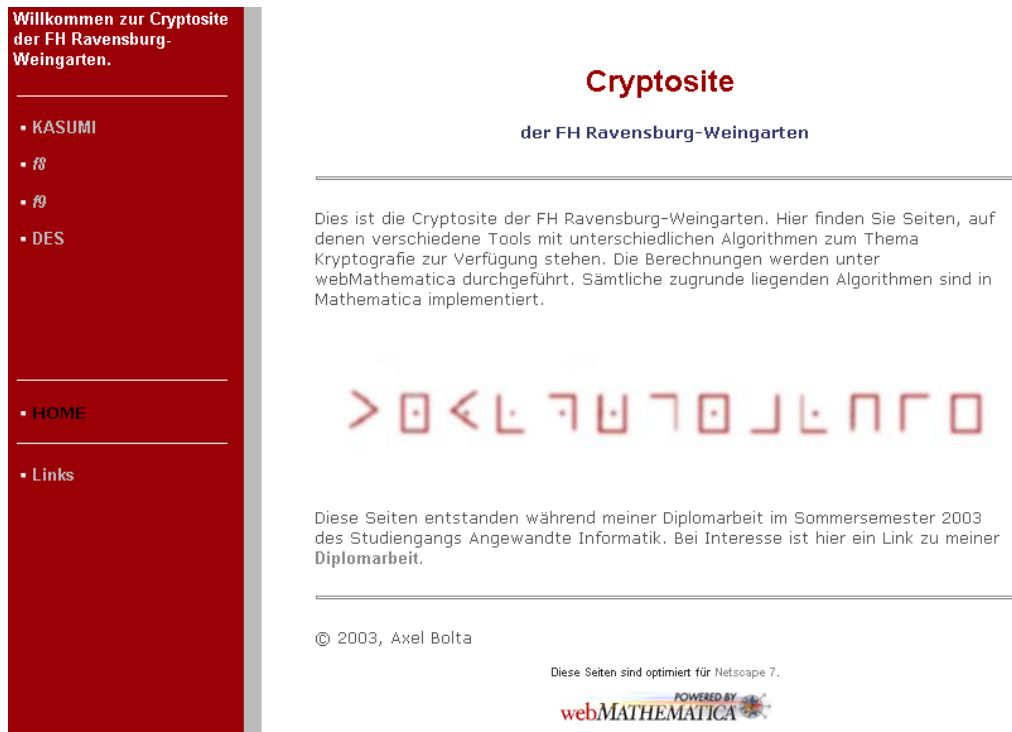 Willkommen zur Cryptosite
der FH Ravensburg-
Weingarten.
KASUMI
f8
f9
DES
HOME
Links
Cryptosite
der FH Ravensburg-Weingarten
Dies ist die Cryptosite der FH Ravensburg-Weingarten. Hier finden Sie Seiten, auf
denen verschiedene Tools mit unterschiedlichen Algorithmen zum Thema
Kryptografie zur Verfügung stehen. Die Berechnungen werden unter
webMathematica durchgeführt. Sämtliche zugrunde liegenden Algorithmen sind in
Mathematica implementiert.
Diese Seiten entstanden während meiner Diplomarbeit im Sommersemester 2003
des Studiengangs Angewandte Informatik. Bei Interesse ist hier ein Link zu meiner
Diplomarbeit.
© 2003, Axel Bolta
Diese Seiten sind optimiert für Netscape 7.
POWERED BY
webMATHEMATICA